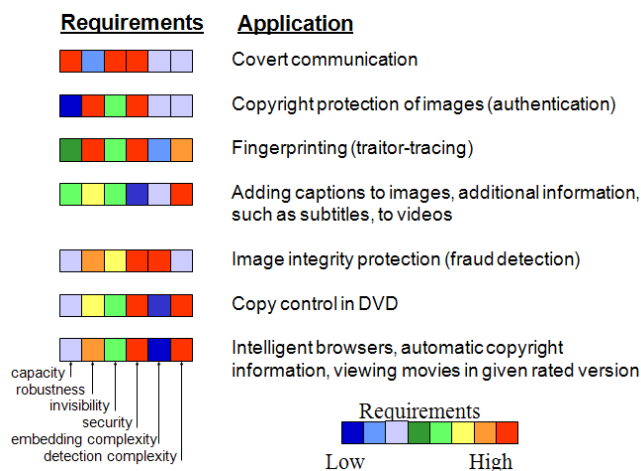 Requirements Application
Covert communication
Copyright protection of images (authentication)
Fingerprinting (traitor-tracing)
Adding captions to images, additional information,
such as subtitles, to videos
Image integrity protection (fraud detection)
Copy control in DVD
Intelligent browsers, automatic copyright
information, viewing movies in given rated version
capacity
robustness
invisibility
security
embedding complexity
detection complexity
Requirements
Low High